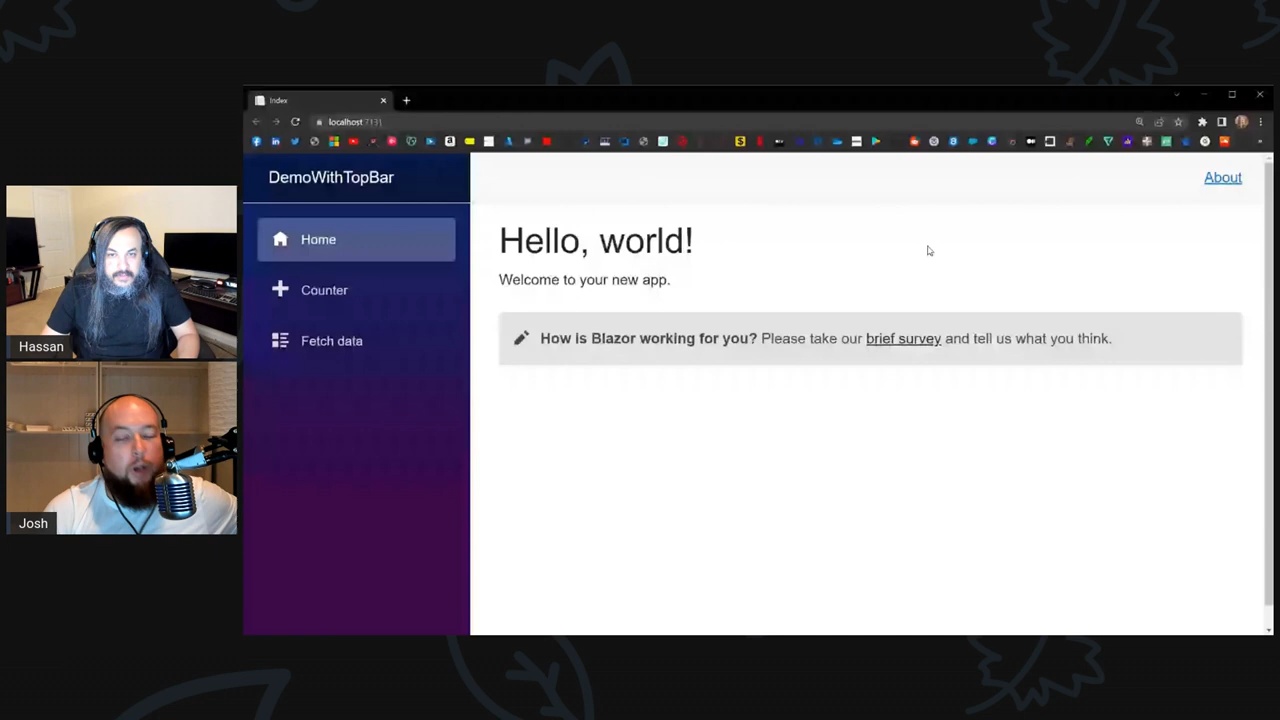 Index
localhost:7131
DemoWithTopBar
About
Home
Counter
Fetch data
Hello, world!
Welcome to your new app.
How is Blazor working for you? Please take our brief survey and tell us what you think.
Hassan
Josh